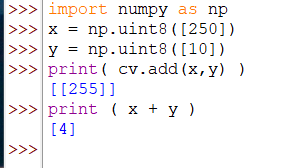 >>> import numpy as np
>>> x = np.uint8([250])
>>> y = np.uint8([10])
>>> print( cv.add(x,y) )
[[255]]
>>> print ( x + y )
[4]
>>>